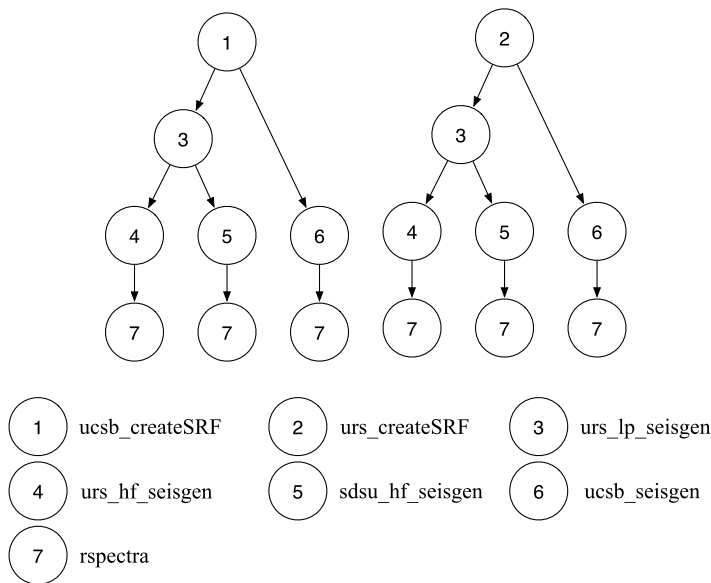 1 2
3 3
4 5 6 4 5 6
7 7 7 7 7 7
1 ucsb_createSRF 2 urs_createSRF 3 urs_lp_seisgen
4 urs_hf_seisgen 5 sdsu_hf_seisgen 6 ucsb_seisgen
7 rspectra